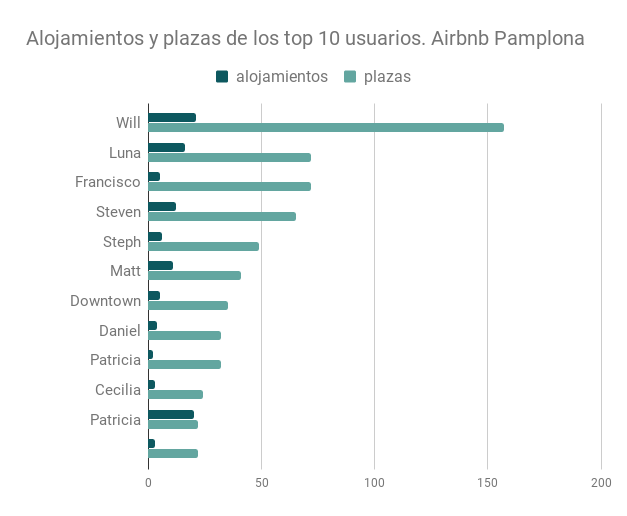 Alojamientos y plazas de los top 10 usuarios. Airbnb Pamplona
alojamientos plazas
Will
Luna
Francisco
Steven
Steph
Matt
Downtown
Daniel
Patricia
Cecilia
Patricia
0 50 100 150 200